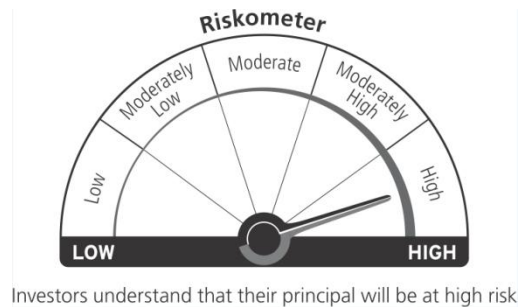 Riskometer
Low
Moderately
Low
Moderate
Moderately
High
High
LOW
HIGH
Investors understand that their principal will be at high risk